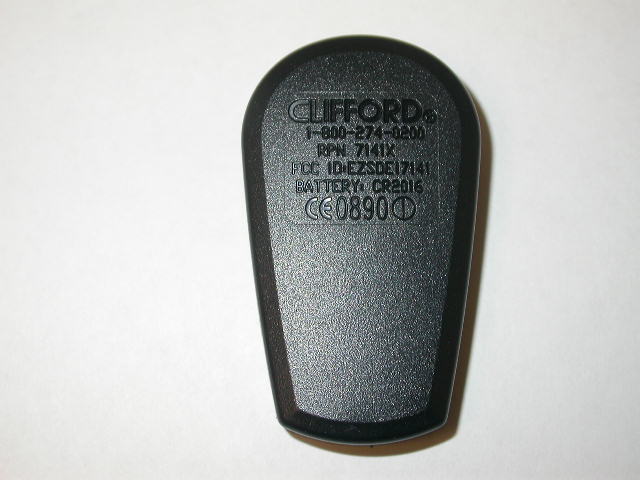 CLIFFORD®
1-800-274-0200
RPN 7141X
FCC ID:EZSDEI7141
BATTERY: CR2016
CE0890